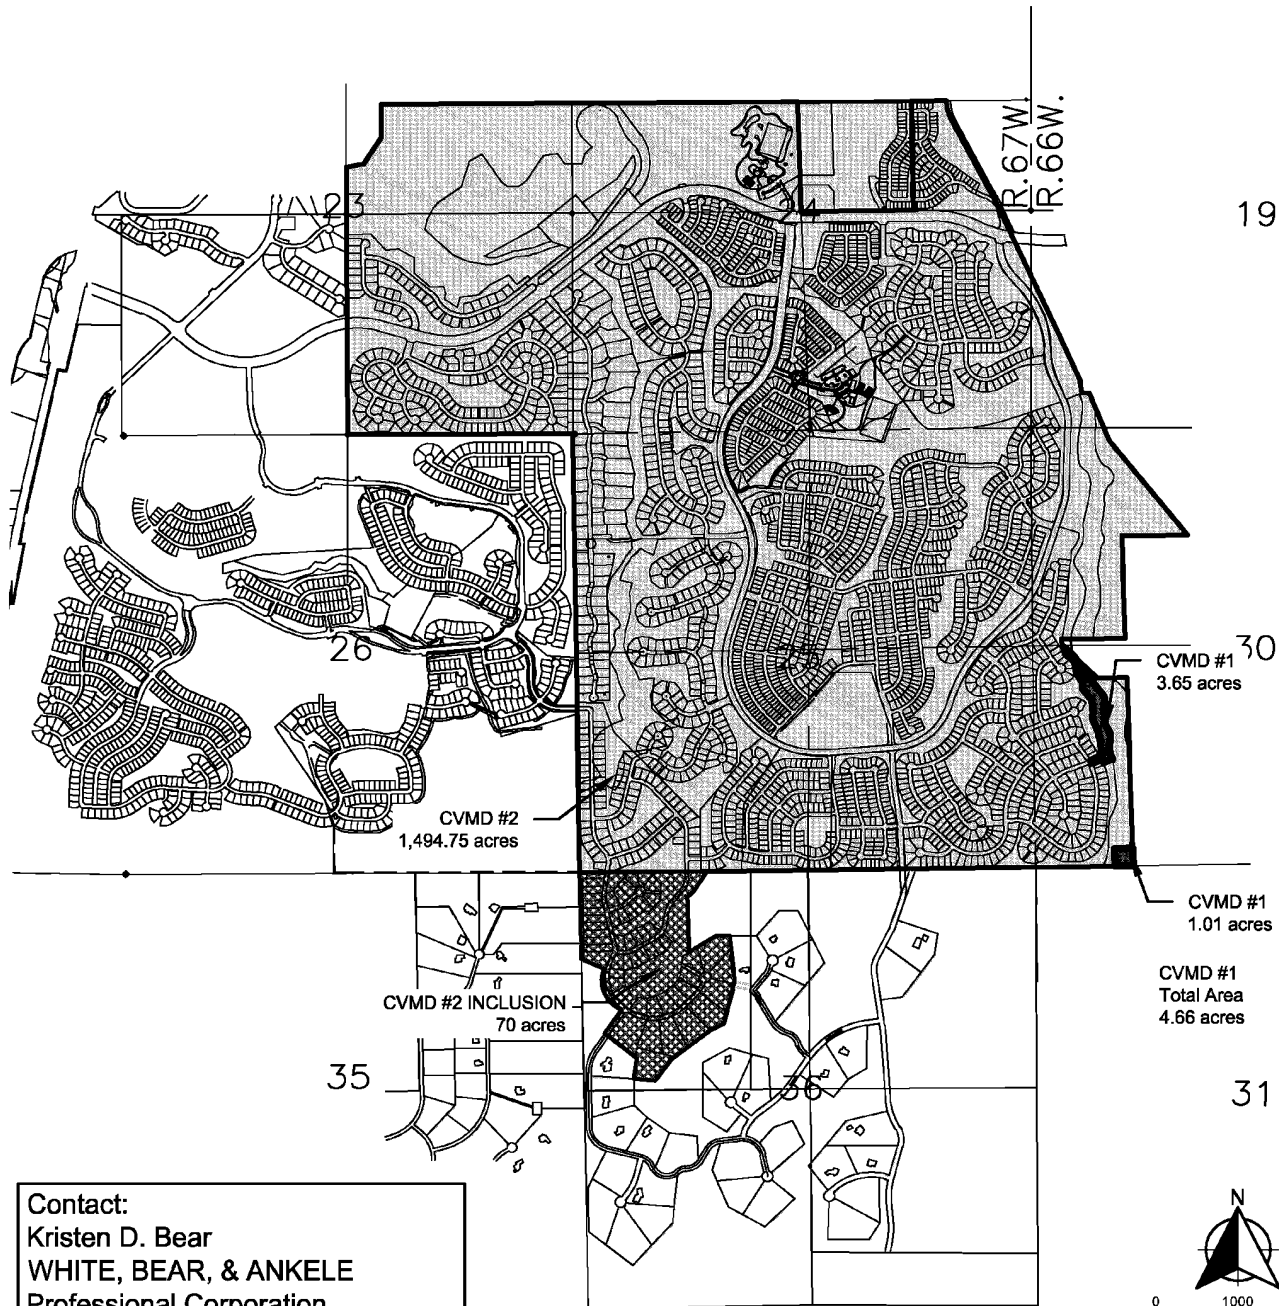 R.67W.
R.66W.
23
24
19
26
30
CVMD #1
3.65 acres
CVMD #2
1,494.75 acres
CVMD #1
1.01 acres
CVMD #1
Total Area
4.66 acres
CVMD #2 INCLUSION
70 acres
35
36
31
Contact:
Kristen D. Bear
WHITE, BEAR, & ANKELE
Professional Corporation
N
0 1000